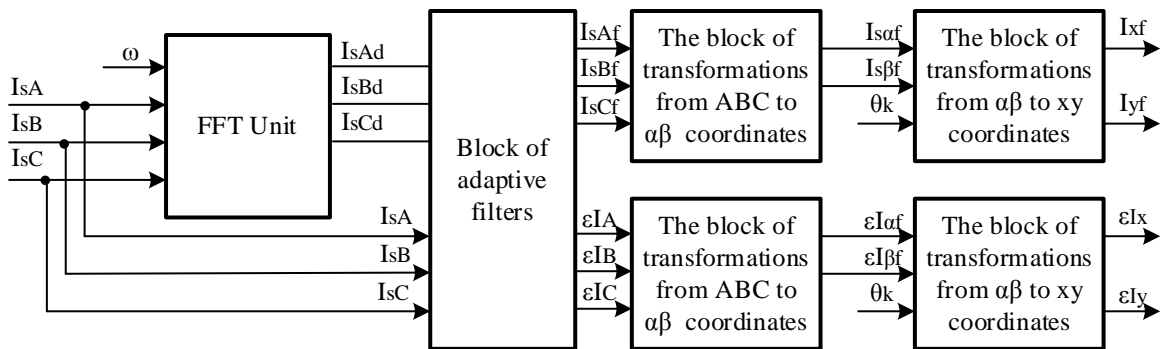 ω
IsA
IsB
IsC
FFT Unit
IsAd
IsBd
IsCd
IsA
IsB
IsC
Block of
adaptive
filters
IsAf
IsBf
IsCf
The block of
transformations
from ABC to
αβ coordinates
Isαf
Isβf
θk
The block of
transformations
from αβ to xy
coordinates
Ixf
Iyf
εIA
εIB
εIC
The block of
transformations
from ABC to
αβ coordinates
εIαf
εIβf
θk
The block of
transformations
from αβ to xy
coordinates
εIx
εIy